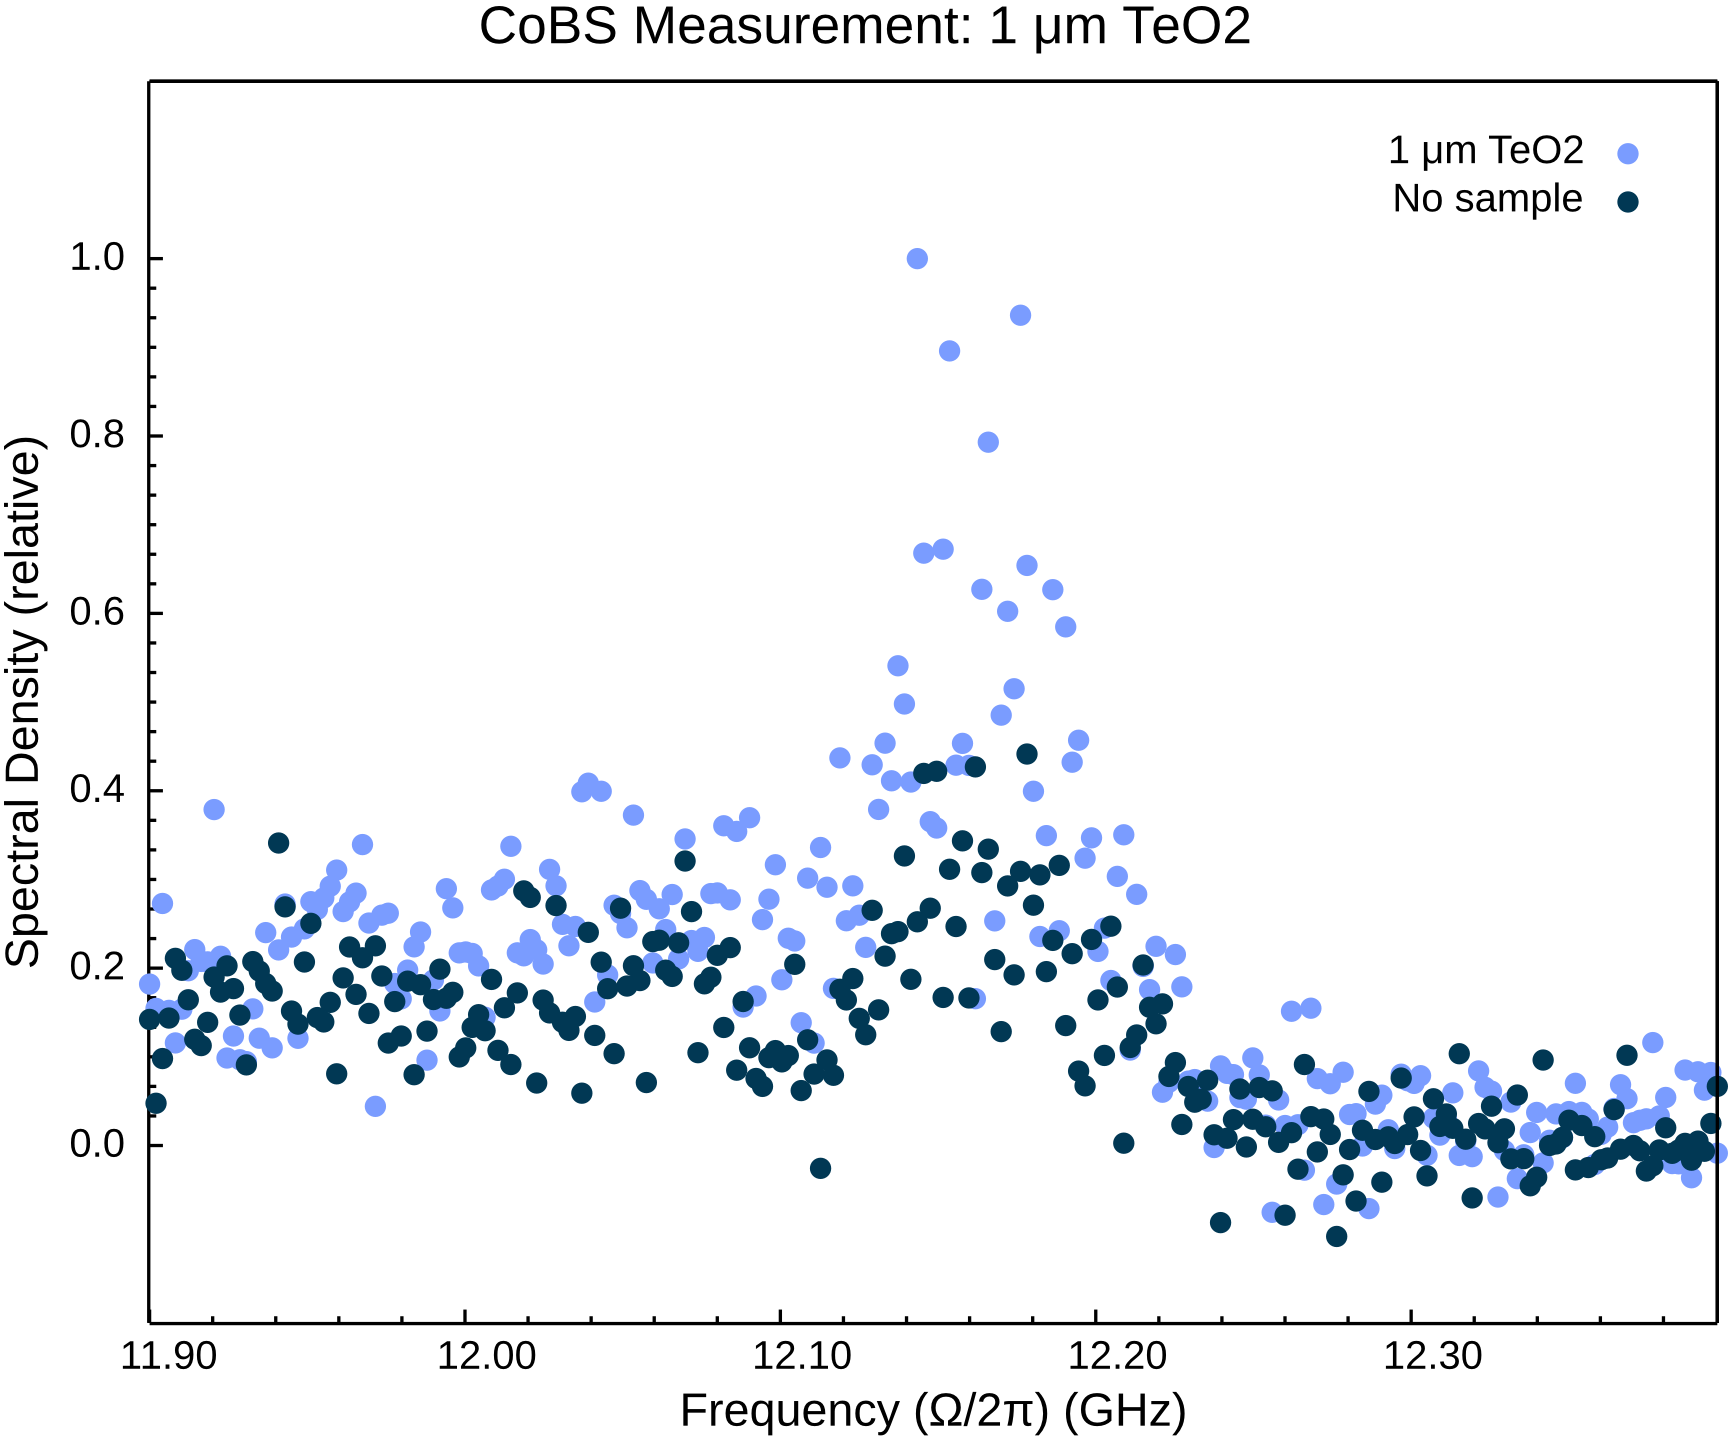 CoBS Measurement: 1 μm TeO2
1 μm TeO2
No sample
1.0
0.8
0.6
0.4
0.2
0.0
Spectral Density (relative)
11.90 12.00 12.10 12.20 12.30
Frequency (Ω/2π) (GHz)